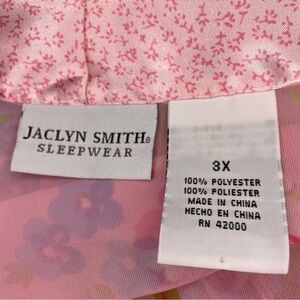 JACLYN SMITH®
SLEEPWEAR
3X
100% POLYESTER
100% POLIESTER
MADE IN CHINA
HECHO EN CHINA
RN 42000